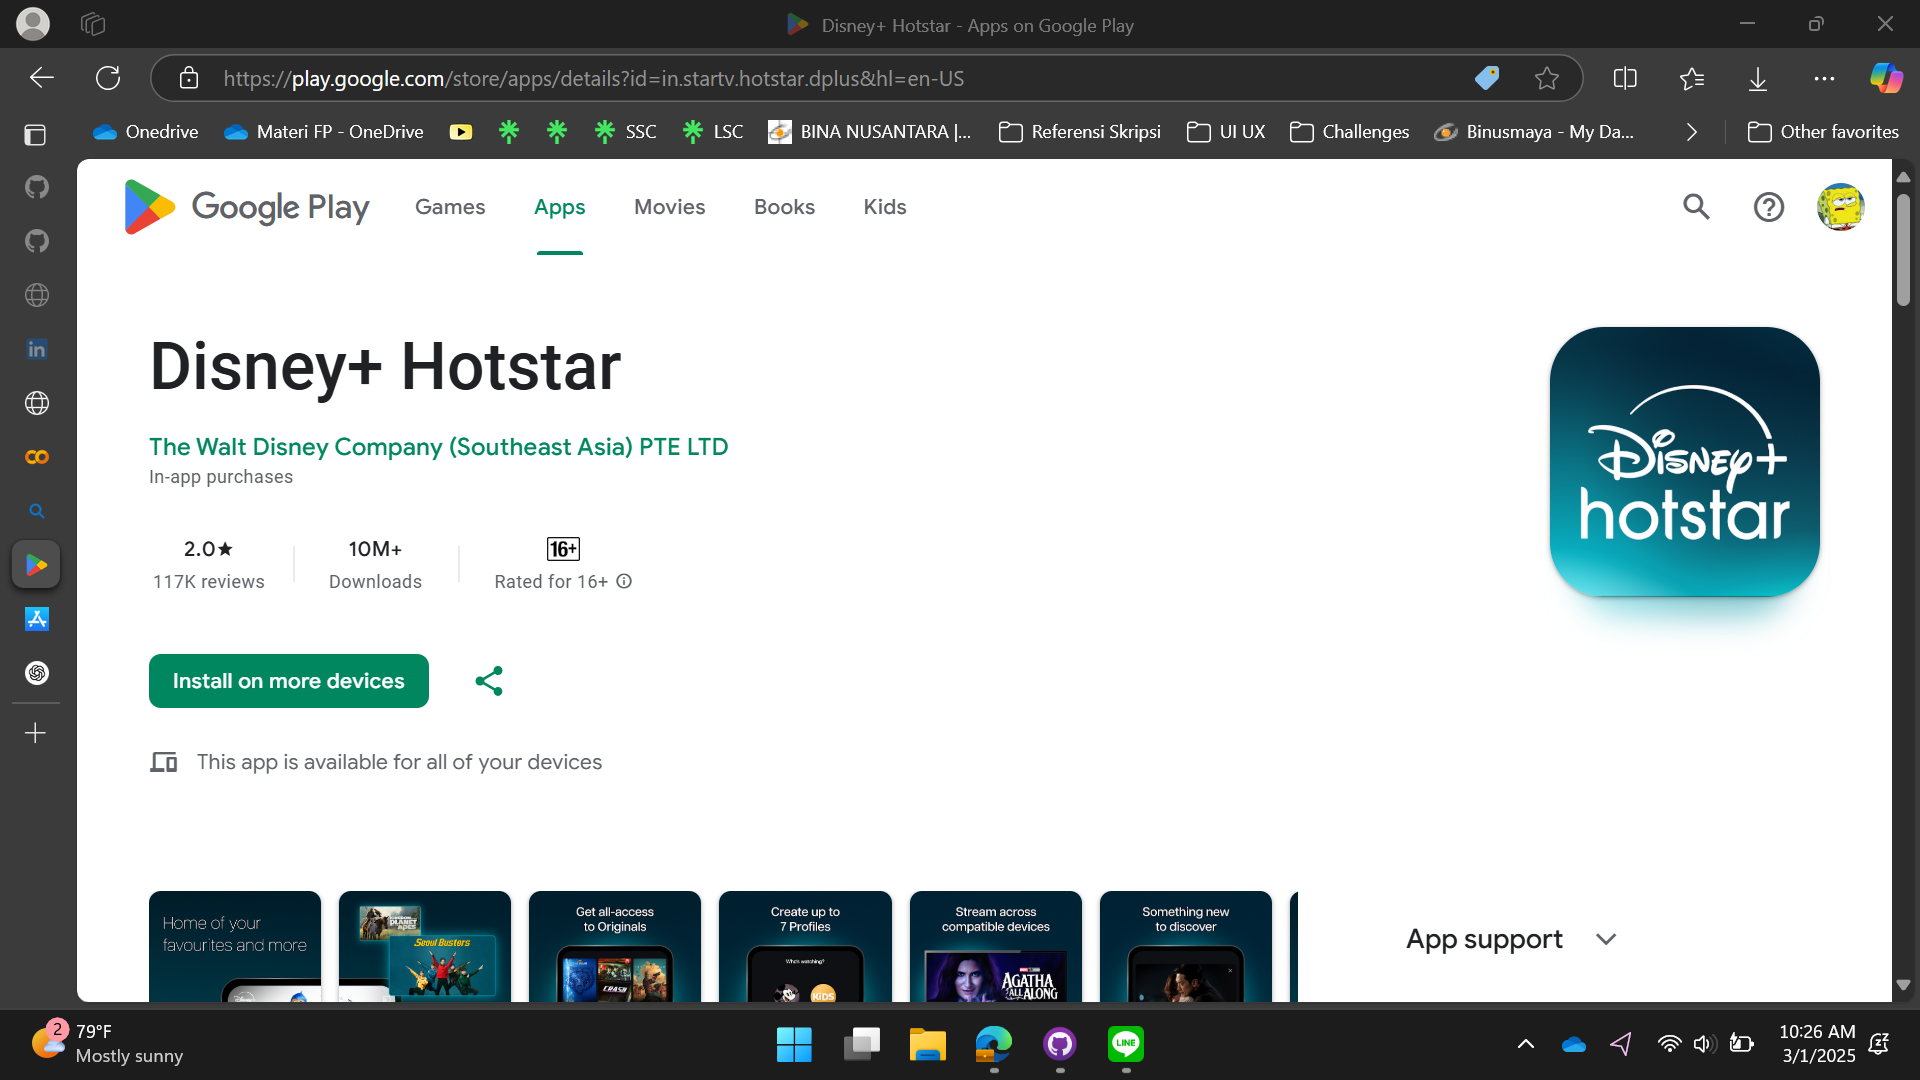 Disney+ Hotstar - Apps on Google Play
https://play.google.com/store/apps/details?id=in.startv.hotstar.dplus&hl=en-US
Onedrive
Materi FP - OneDrive
SSC
LSC
BINA NUSANTARA |...
Referensi Skripsi
UI UX
Challenges
Binusmaya - My Da...
Other favorites
Google Play
Games
Apps
Movies
Books
Kids
Disney+ Hotstar
The Walt Disney Company (Southeast Asia) PTE LTD
In-app purchases
2.0★
117K reviews
10M+
Downloads
16+
Rated for 16+
Disney+
hotstar
Install on more devices
This app is available for all of your devices
Home of your
favourites and more
Seoul Busters
Get all-access
to Originals
CRASH
Create up to
7 Profiles
Who's watching?
KiDS
Stream across
compatible devices
AGATHA
ALL ALONG
Something new
to discover
App support
2
79°F
Mostly sunny
LINE
10:26 AM
3/1/2025